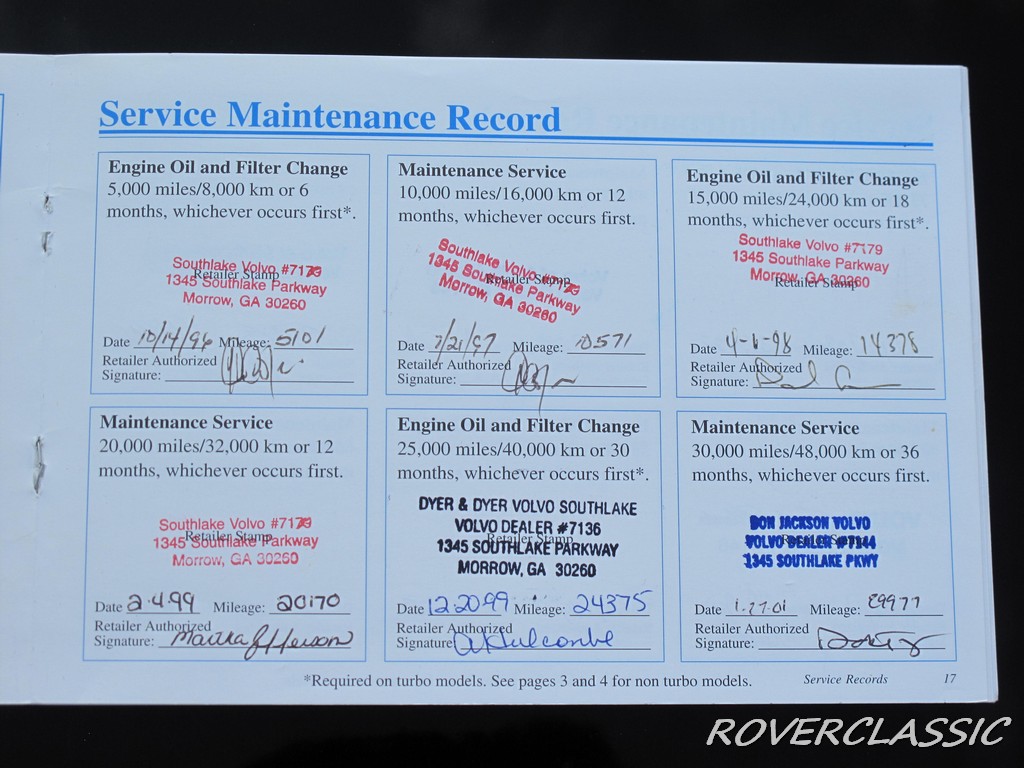 Service Maintenance Record
Engine Oil and Filter Change
5,000 miles/8,000 km or 6
months, whichever occurs first*.
Southlake Volvo #7179
Retailer Stamp
1345 Southlake Parkway
Morrow, GA 30260
Date 10/14/96 Mileage: 5101
Retailer Authorized
Signature:
Maintenance Service
10,000 miles/16,000 km or 12
months, whichever occurs first.
Southlake Volvo #7179
Retailer Stamp
1345 Southlake Parkway
Morrow, GA 30260
Date 7/21/97 Mileage: 10571
Retailer Authorized
Signature:
Engine Oil and Filter Change
15,000 miles/24,000 km or 18
months, whichever occurs first*.
Southlake Volvo #7179
1345 Southlake Parkway
Morrow, GA 30260
Retailer Stamp
Date 4-6-98 Mileage: 14378
Retailer Authorized
Signature:
Maintenance Service
20,000 miles/32,000 km or 12
months, whichever occurs first.
Southlake Volvo #7179
Retailer Stamp
1345 Southlake Parkway
Morrow, GA 30260
Date 2-4-99 Mileage: 20170
Retailer Authorized
Signature: Martha Jefferson
Engine Oil and Filter Change
25,000 miles/40,000 km or 30
months, whichever occurs first*.
DYER & DYER VOLVO SOUTHLAKE
VOLVO DEALER #7136
Retailer Stamp
1345 SOUTHLAKE PARKWAY
MORROW, GA 30260
Date 12-20-99 Mileage: 24375
Retailer Authorized
Signature:
Maintenance Service
30,000 miles/48,000 km or 36
months, whichever occurs first.
DON JACKSON VOLVO
VOLVO DEALER #7144
Retailer Stamp
1345 SOUTHLAKE PKWY
Date 1-27-01 Mileage: 29977
Retailer Authorized
Signature:
*Required on turbo models. See pages 3 and 4 for non turbo models.
Service Records 17
ROVERCLASSIC